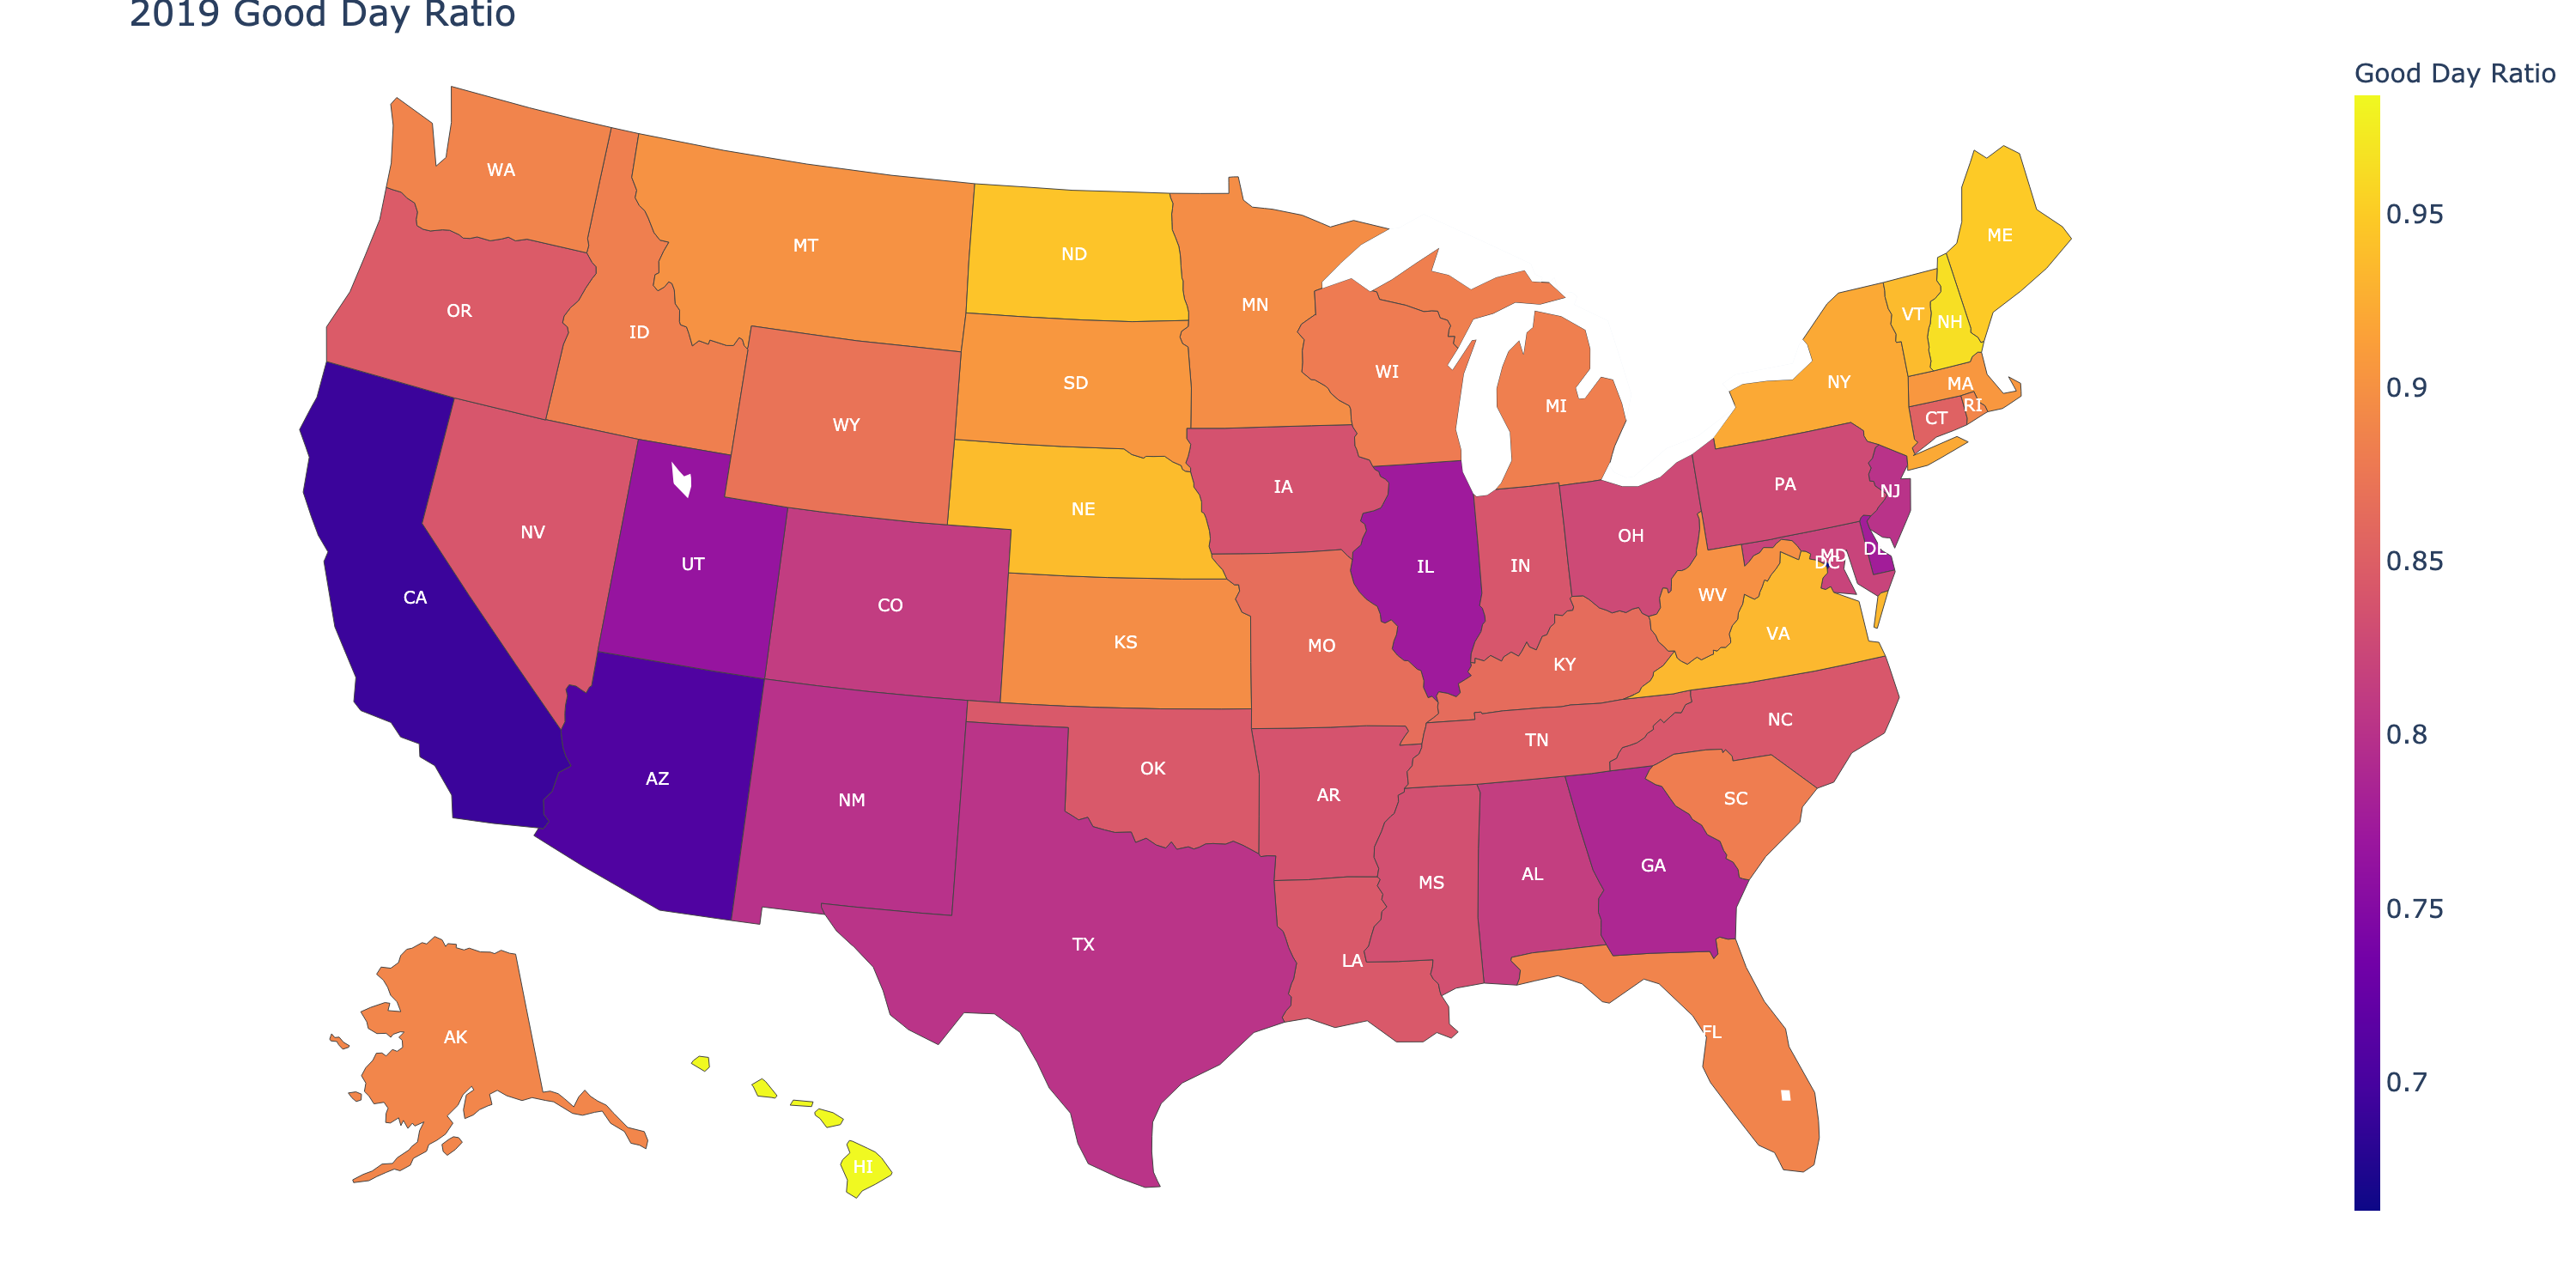 2019 Good Day Ratio
Good Day Ratio
0.95
0.9
0.85
0.8
0.75
0.7
WA
MT
ND
ME
OR
ID
MN
VT
NH
WI
SD
NY
MA
WY
MI
RI
CT
IA
PA
NJ
NE
NV
OH
UT
IL
IN
MD
DE
DC
CA
CO
WV
VA
KS
MO
KY
NC
TN
OK
AZ
NM
AR
SC
GA
MS
AL
TX
LA
AK
FL
HI